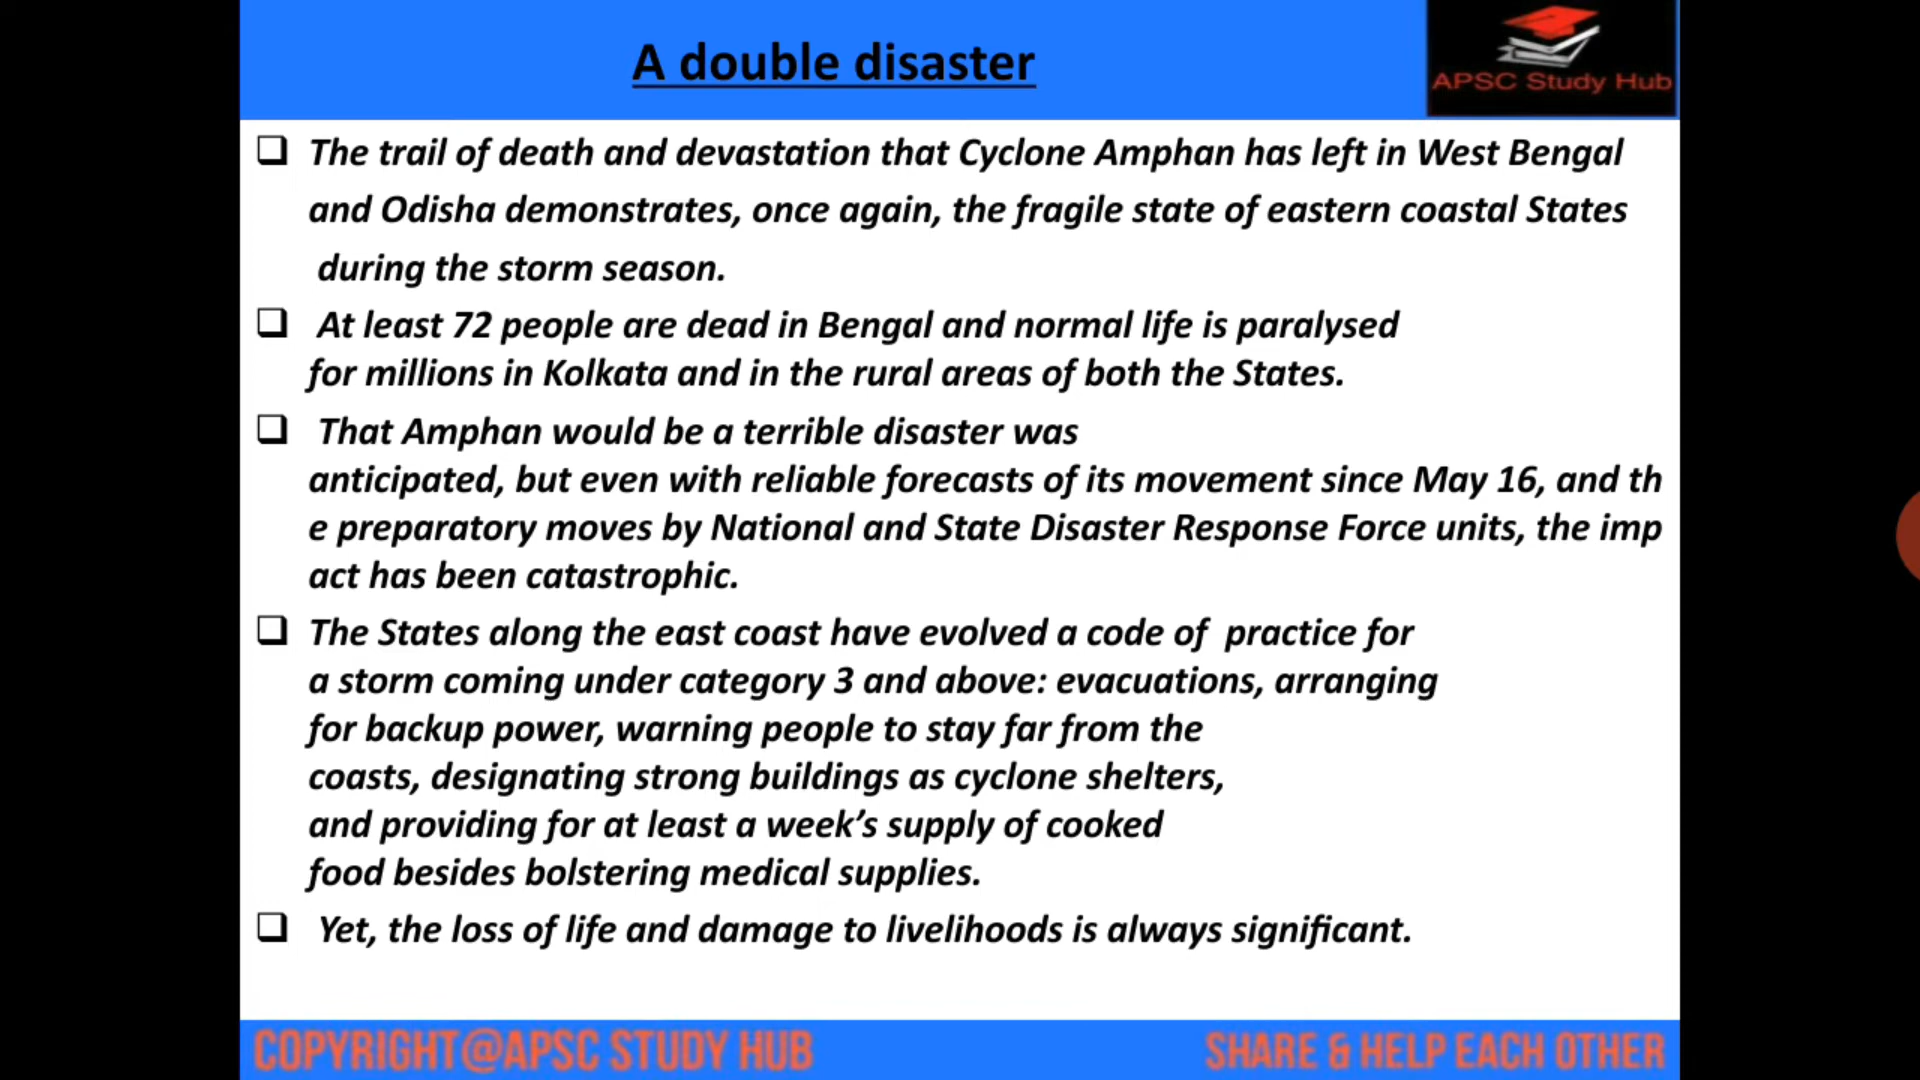 A double disaster
APSC Study Hub
The trail of death and devastation that Cyclone Amphan has left in West Bengal
and Odisha demonstrates, once again, the fragile state of eastern coastal States
during the storm season.
At least 72 people are dead in Bengal and normal life is paralysed
for millions in Kolkata and in the rural areas of both the States.
That Amphan would be a terrible disaster was
anticipated, but even with reliable forecasts of its movement since May 16, and th
e preparatory moves by National and State Disaster Response Force units, the imp
act has been catastrophic.
The States along the east coast have evolved a code of practice for
a storm coming under category 3 and above: evacuations, arranging
for backup power, warning people to stay far from the
coasts, designating strong buildings as cyclone shelters,
and providing for at least a week’s supply of cooked
food besides bolstering medical supplies.
Yet, the loss of life and damage to livelihoods is always significant.
COPYRIGHT@APSC STUDY HUB
SHARE & HELP EACH OTHER